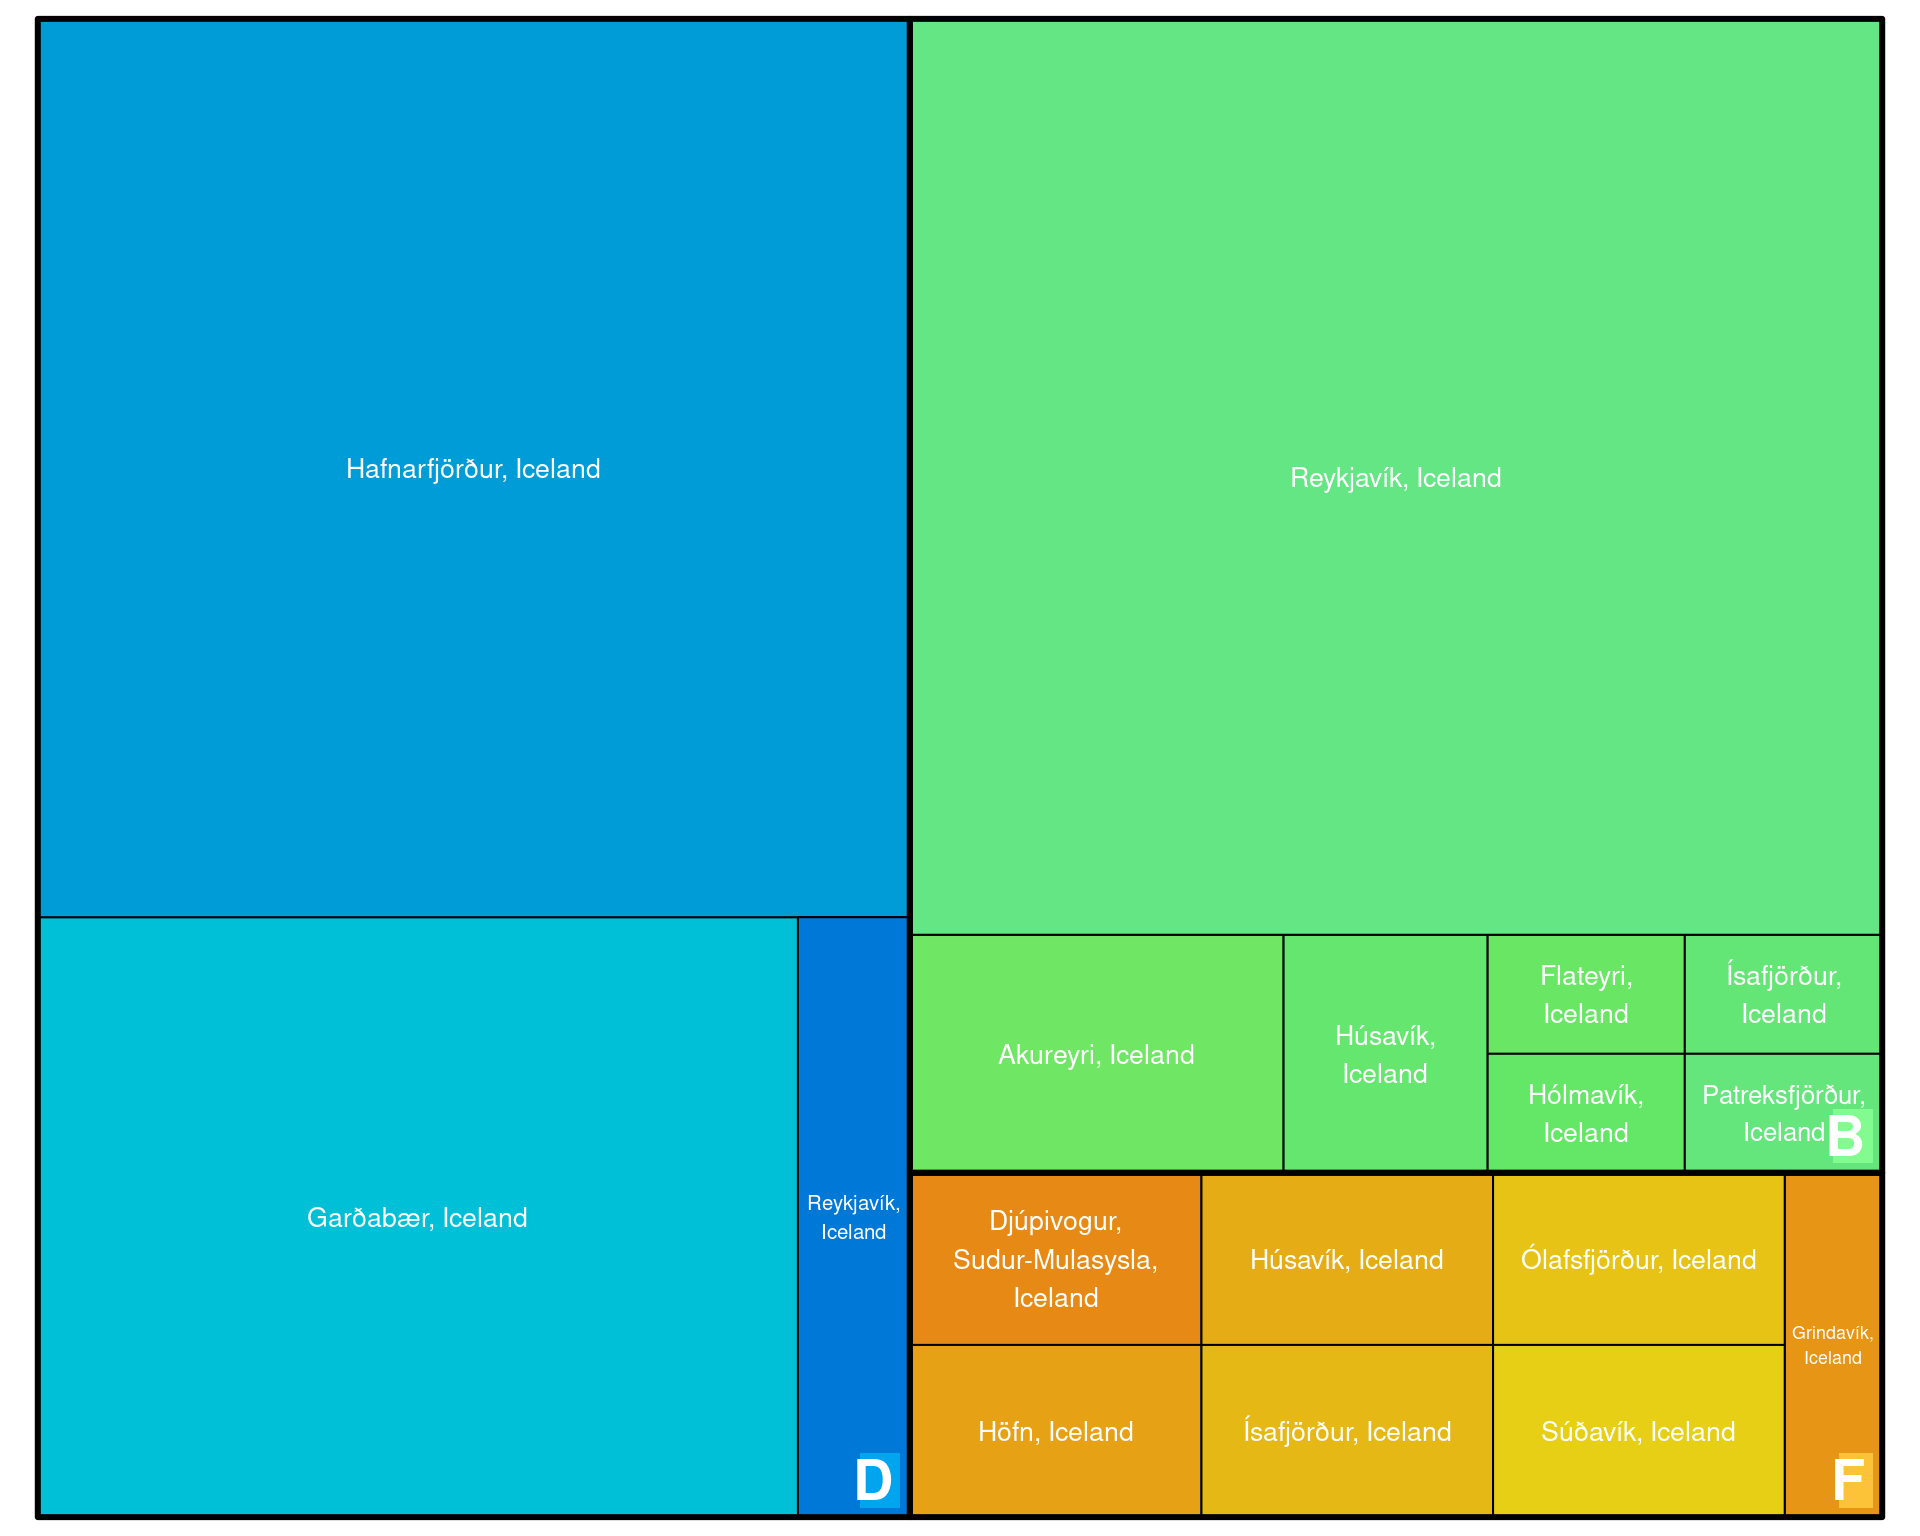 Hafnarfjörður, Iceland
Garðabær, Iceland
Reykjavík,
Iceland
D
Reykjavík, Iceland
Akureyri, Iceland
Húsavík,
Iceland
Flateyri,
Iceland
Ísafjörður,
Iceland
Hólmavík,
Iceland
Patreksfjörður,
Iceland
B
Djúpivogur,
Sudur-Mulasysla,
Iceland
Húsavík, Iceland
Ólafsfjörður, Iceland
Grindavík,
Iceland
Höfn, Iceland
Ísafjörður, Iceland
Súðavík, Iceland
F